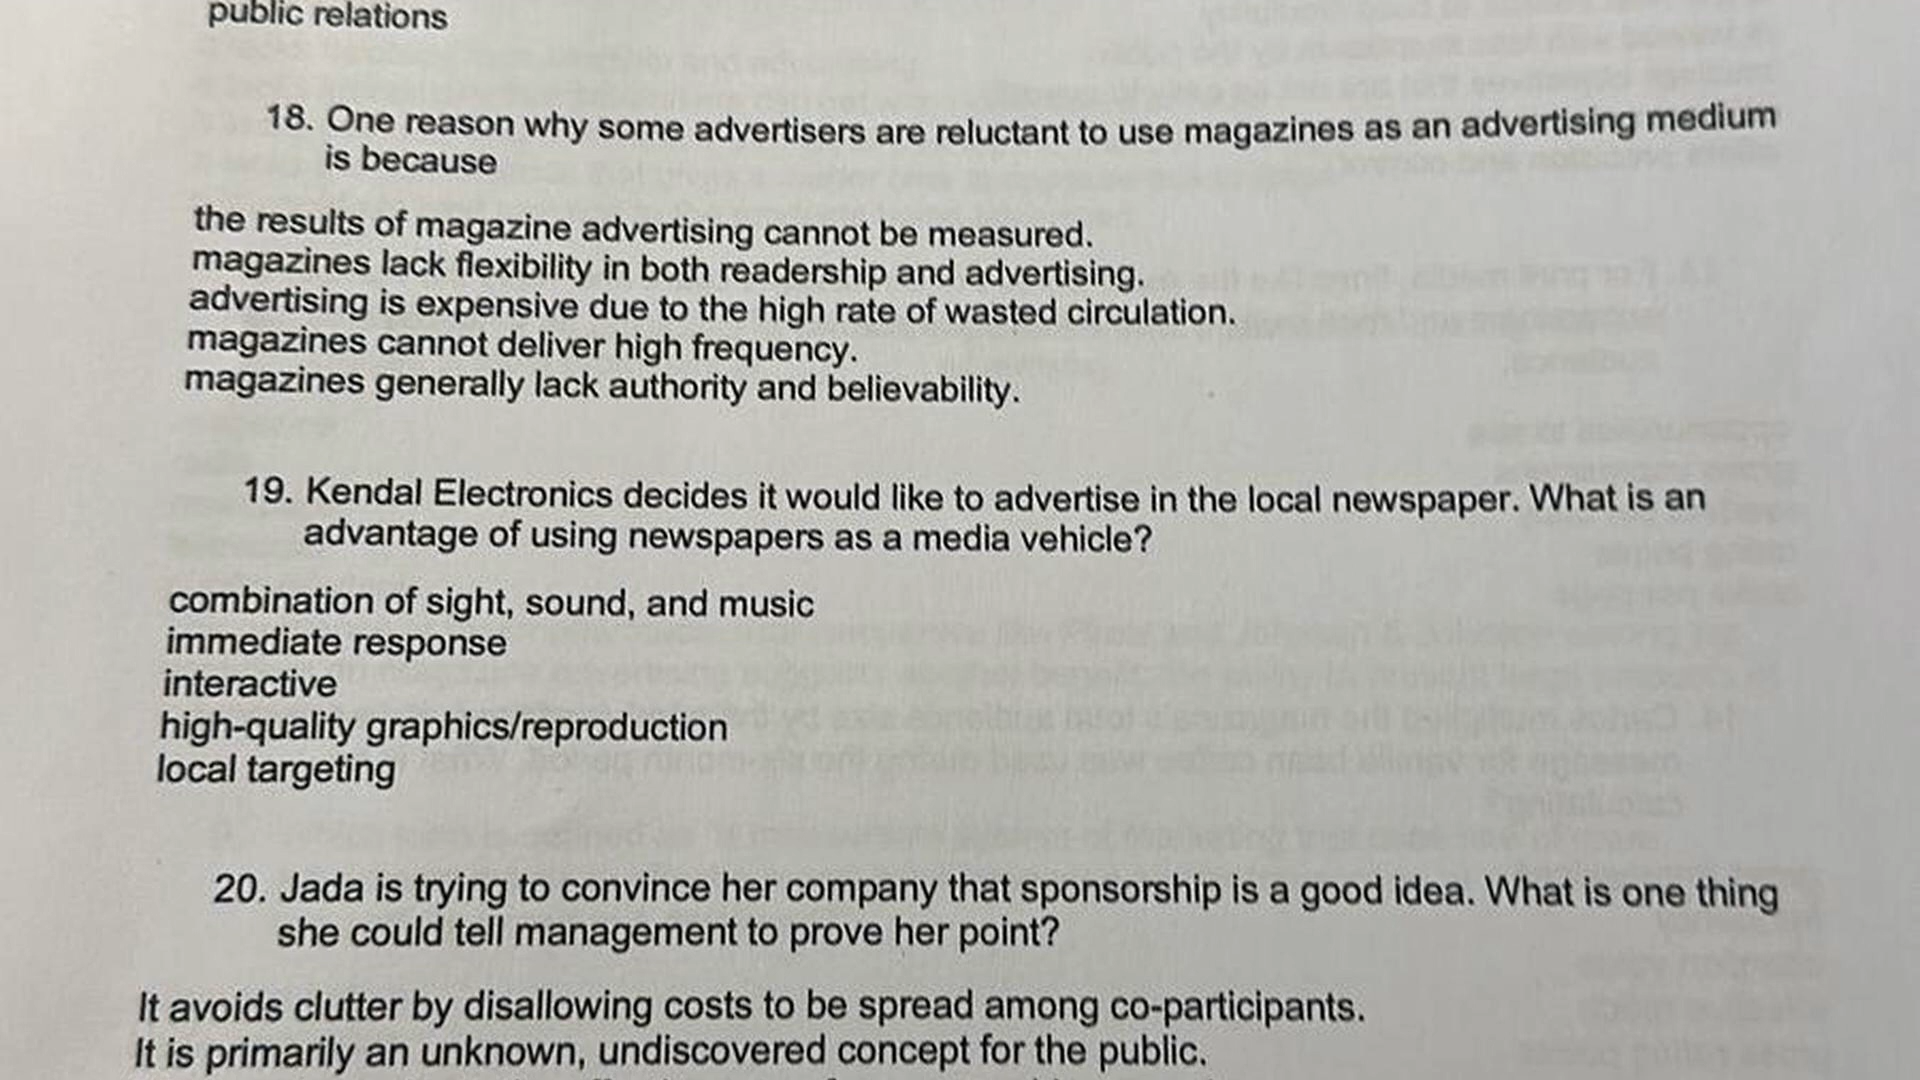 public relations
18. One reason why some advertisers are reluctant to use magazines as an advertising medium
is because
the results of magazine advertising cannot be measured.
magazines lack flexibility in both readership and advertising.
advertising is expensive due to the high rate of wasted circulation.
magazines cannot deliver high frequency.
magazines generally lack authority and believability.
19. Kendal Electronics decides it would like to advertise in the local newspaper. What is an
advantage of using newspapers as a media vehicle?
combination of sight, sound, and music
immediate response
interactive
high-quality graphics/reproduction
local targeting
20. Jada is trying to convince her company that sponsorship is a good idea. What is one thing
she could tell management to prove her point?
It avoids clutter by disallowing costs to be spread among co-participants.
It is primarily an unknown, undiscovered concept for the public.